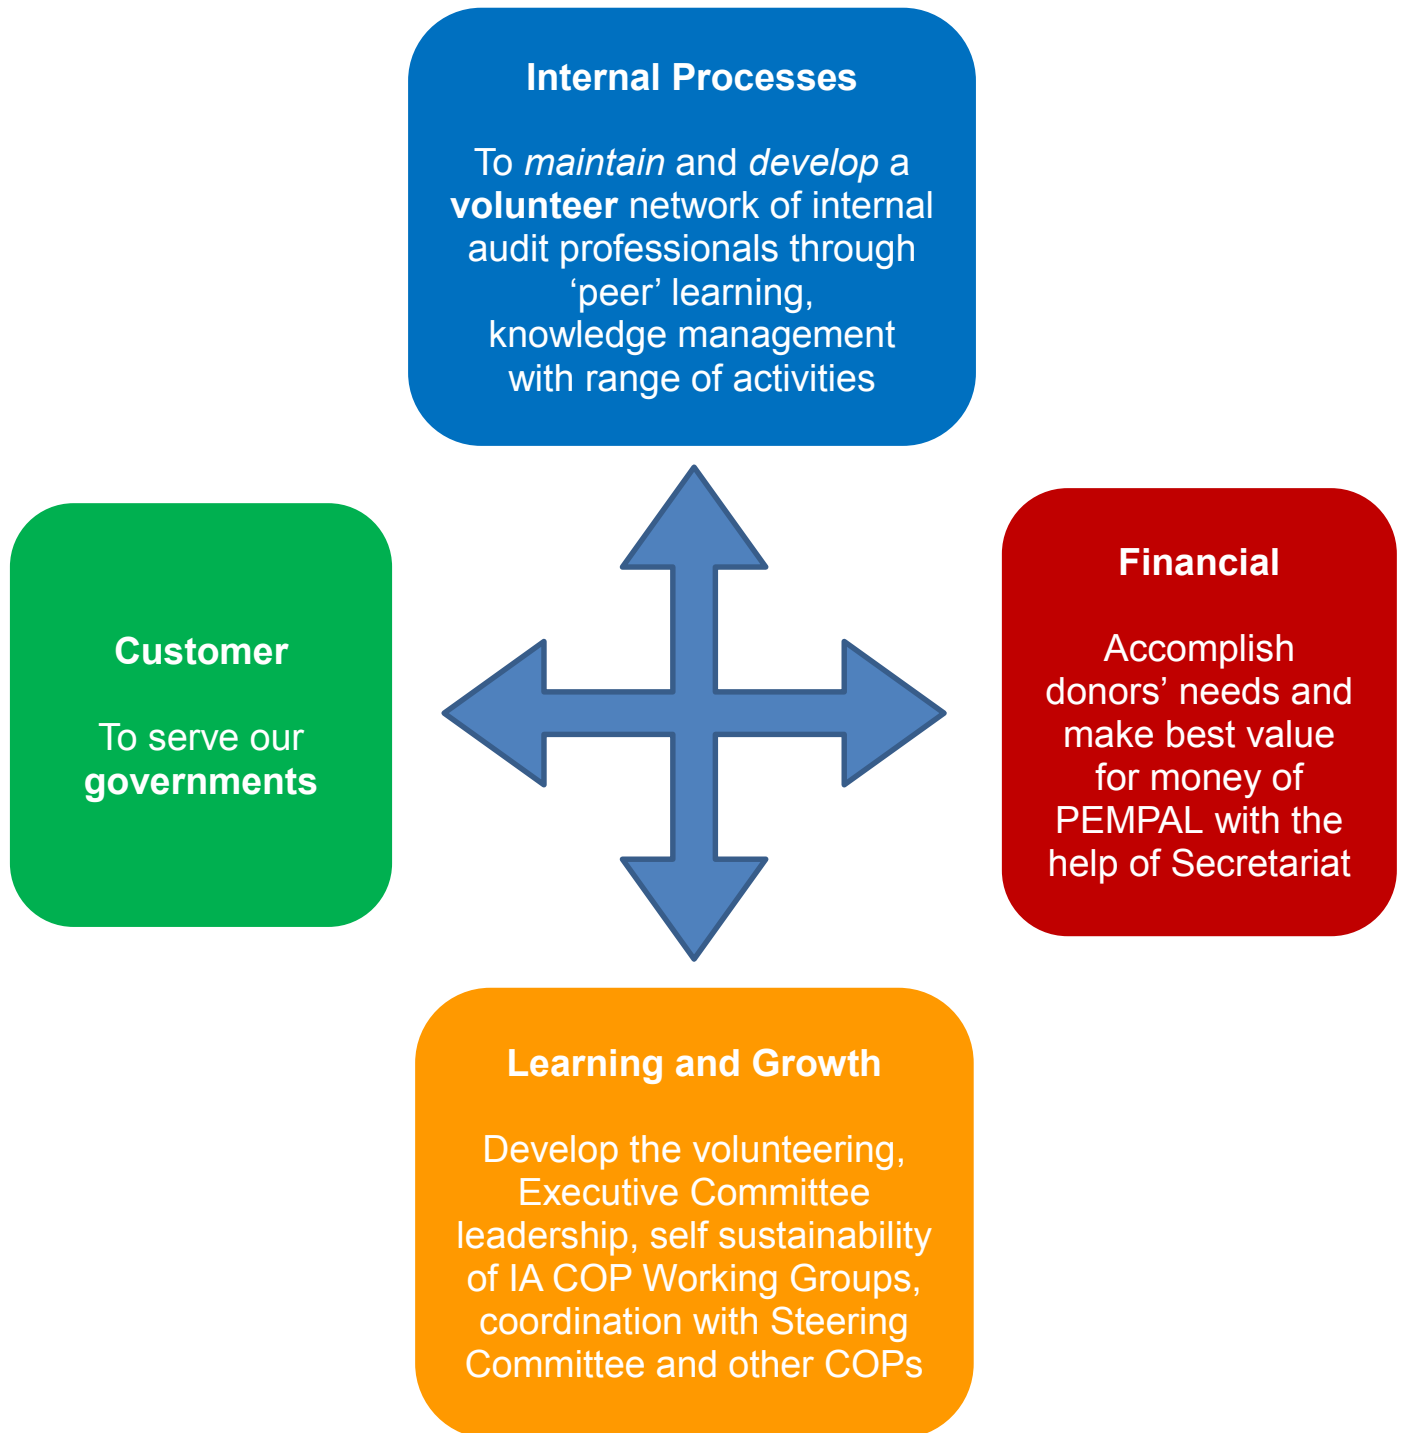 Internal Processes
To maintain and develop a
volunteer network of internal
audit professionals through
‘peer’ learning,
knowledge management
with range of activities
Customer
To serve our
governments
Financial
Accomplish
donors’ needs and
make best value
for money of
PEMPAL with the
help of Secretariat
Learning and Growth
Develop the volunteering,
Executive Committee
leadership, self sustainability
of IA COP Working Groups,
coordination with Steering
Committee and other COPs